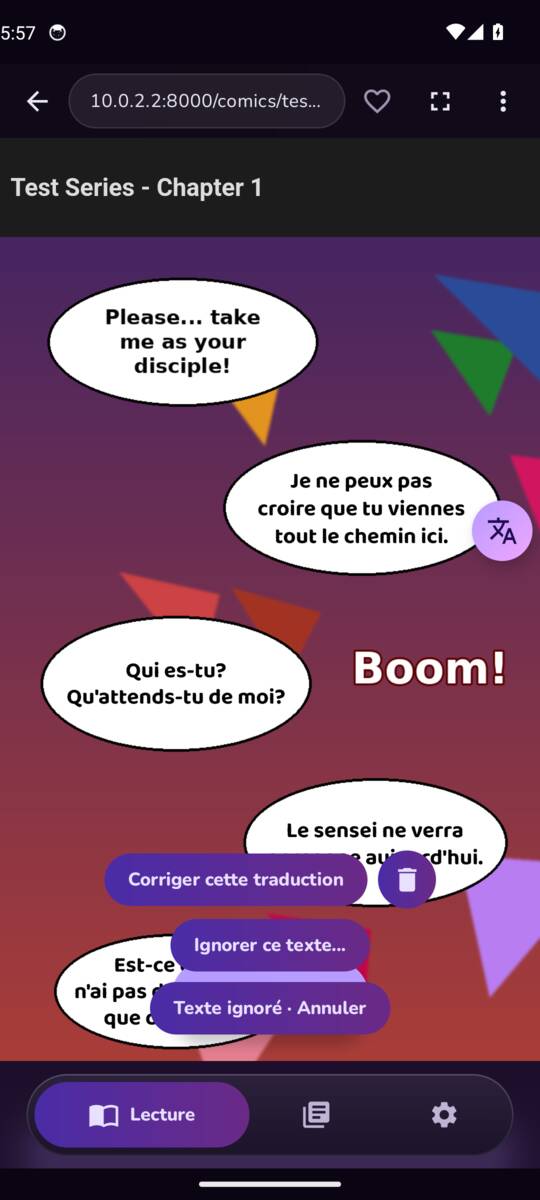 5:57
10.0.2.2:8000/comics/tes...
Test Series - Chapter 1
Please... take
me as your
disciple!
Je ne peux pas
croire que tu viennes
tout le chemin ici.
Qui es-tu?
Qu'attends-tu de moi?
Boom!
Le sensei ne verra
Corriger cette traduction
Ignorer ce texte...
Est-ce
n'ai pas
Texte ignoré · Annuler
que
Lecture